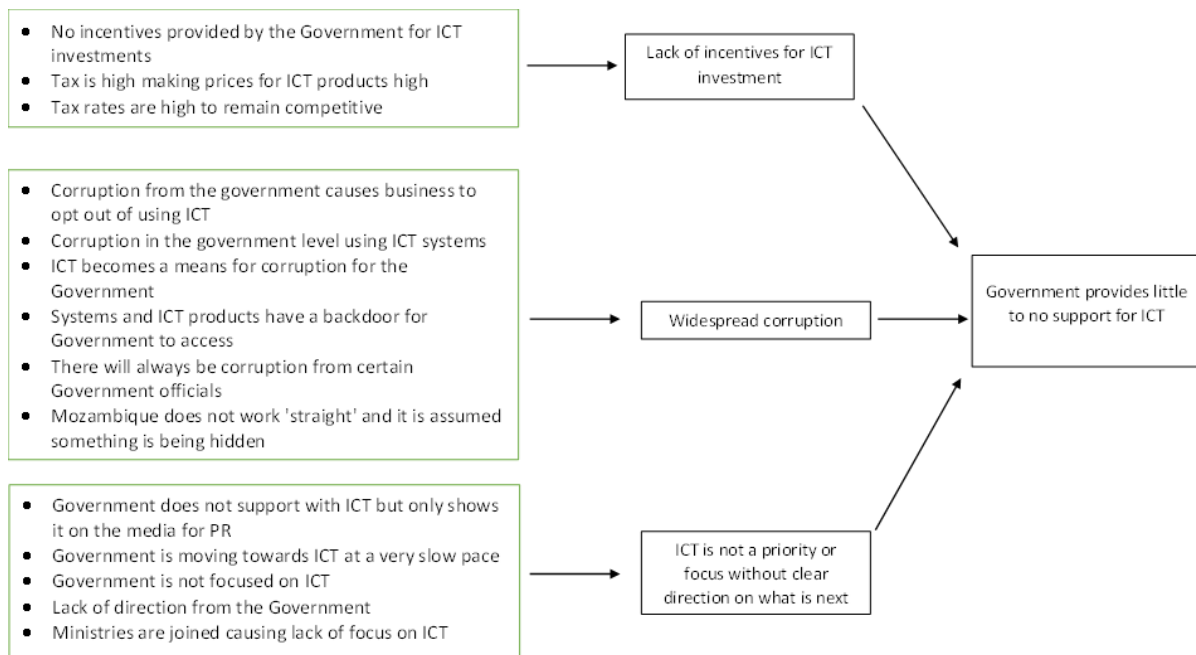 • No incentives provided by the Government for ICT
investments
• Tax is high making prices for ICT products high
• Tax rates are high to remain competitive
Lack of incentives for ICT
investment
• Corruption from the government causes business to
opt out of using ICT
• Corruption in the government level using ICT systems
• ICT becomes a means for corruption for the
Government
• Systems and ICT products have a backdoor for
Government to access
• There will always be corruption from certain
Government officials
• Mozambique does not work 'straight' and it is assumed
something is being hidden
Widespread corruption
Government provides little
to no support for ICT
• Government does not support with ICT but only shows
it on the media for PR
• Government is moving towards ICT at a very slow pace
• Government is not focused on ICT
• Lack of direction from the Government
• Ministries are joined causing lack of focus on ICT
ICT is not a priority or
focus without clear
direction on what is next